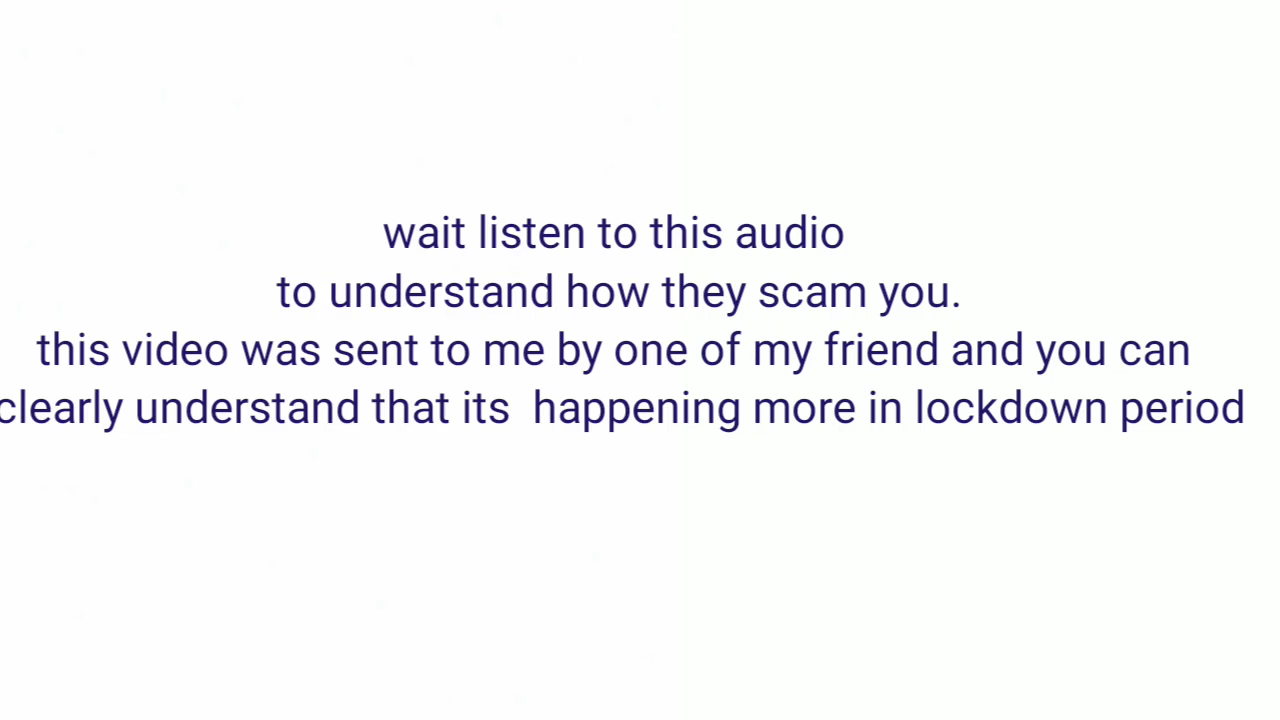 wait listen to this audio
to understand how they scam you.
this video was sent to me by one of my friend and you can
clearly understand that its  happening more in lockdown period